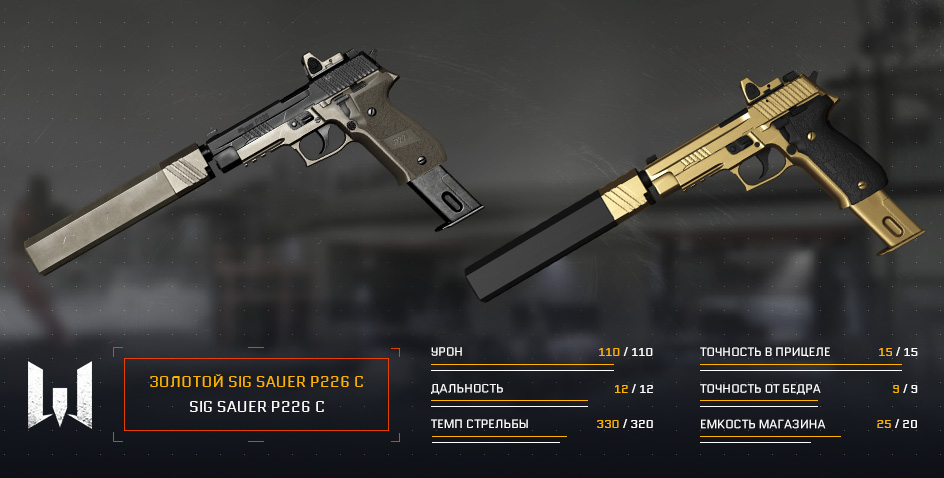 ЗОЛОТОЙ SIG SAUER P226 C
SIG SAUER P226 C
УРОН 110 / 110
ДАЛЬНОСТЬ 12 / 12
ТЕМП СТРЕЛЬБЫ 330 / 320
ТОЧНОСТЬ В ПРИЦЕЛЕ 15 / 15
ТОЧНОСТЬ ОТ БЕДРА 9 / 9
ЕМКОСТЬ МАГАЗИНА 25 / 20